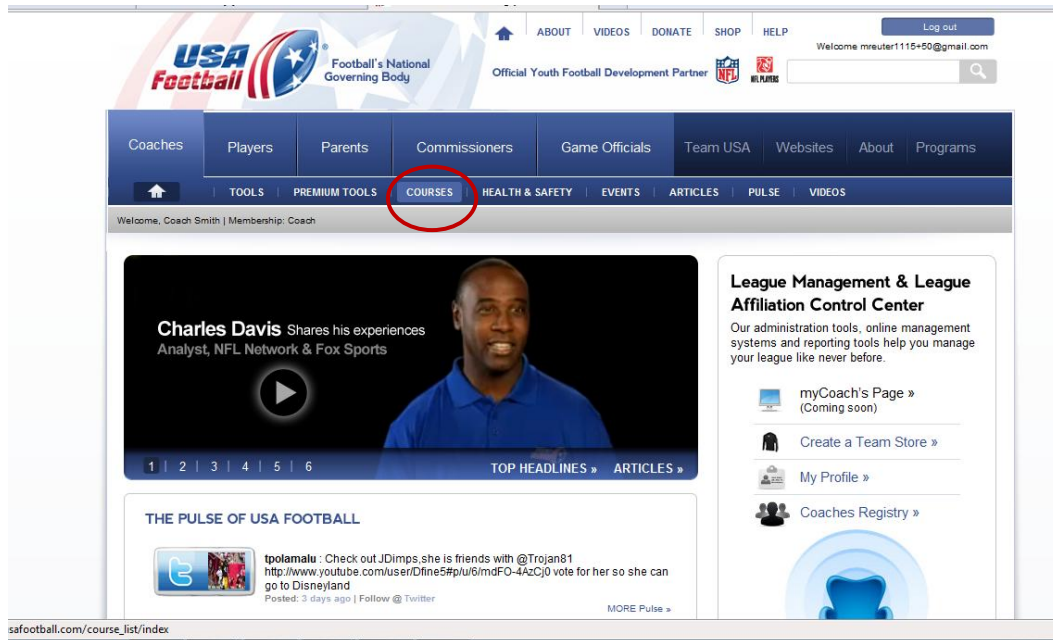 ABOUT VIDEOS DONATE SHOP HELP
Log out
Welcome mreuter1115+50@gmail.com
USA
Football
®
Football's National
Governing Body
Official Youth Football Development Partner
NFL
NFL PLAYERS
Coaches Players Parents Commissioners Game Officials Team USA Websites About Programs
TOOLS PREMIUM TOOLS COURSES HEALTH & SAFETY EVENTS ARTICLES PULSE VIDEOS
Welcome, Coach Smith | Membership: Coach
Charles Davis Shares his experiences
Analyst, NFL Network & Fox Sports
1 | 2 | 3 | 4 | 5 | 6
TOP HEADLINES » ARTICLES »
THE PULSE OF USA FOOTBALL
tpolamalu : Check out JDimps,she is friends with @Trojan81
http://www.youtube.com/user/Dfine5#p/u/6/mdFO-4AzCj0 vote for her so she can
go to Disneyland
Posted: 3 days ago | Follow @ Twitter
MORE Pulse »
League Management & League
Affiliation Control Center
Our administration tools, online management
systems and reporting tools help you manage
your league like never before.
myCoach's Page »
(Coming soon)
Create a Team Store »
My Profile »
Coaches Registry »
safootball.com/course_list/index